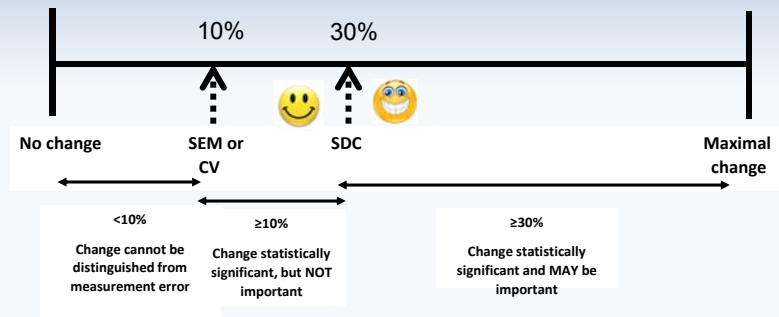 10%
30%
No change
SEM or
CV
SDC
Maximal
change
<10%
Change cannot be
distinguished from
measurement error
≥10%
Change statistically
significant, but NOT
important
≥30%
Change statistically
significant and MAY be
important